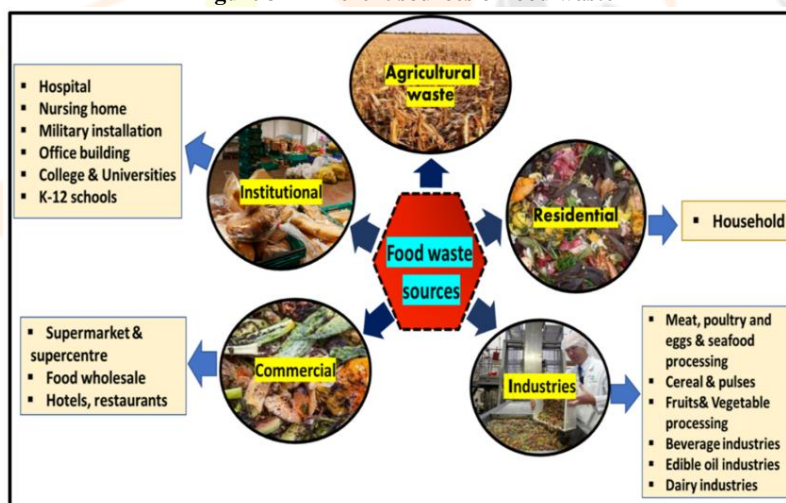 Agricultural
waste
▪ Hospital
▪ Nursing home
▪ Military installation
▪ Office building
▪ College & Universities
▪ K-12 schools
Institutional
Residential
▪ Household
Food waste
sources
▪ Supermarket &
supercentre
▪ Food wholesale
▪ Hotels, restaurants
Commercial
Industries
▪ Meat, poultry and
eggs & seafood
processing
▪ Cereal & pulses
▪ Fruits& Vegetable
processing
▪ Beverage industries
▪ Edible oil industries
▪ Dairy industries